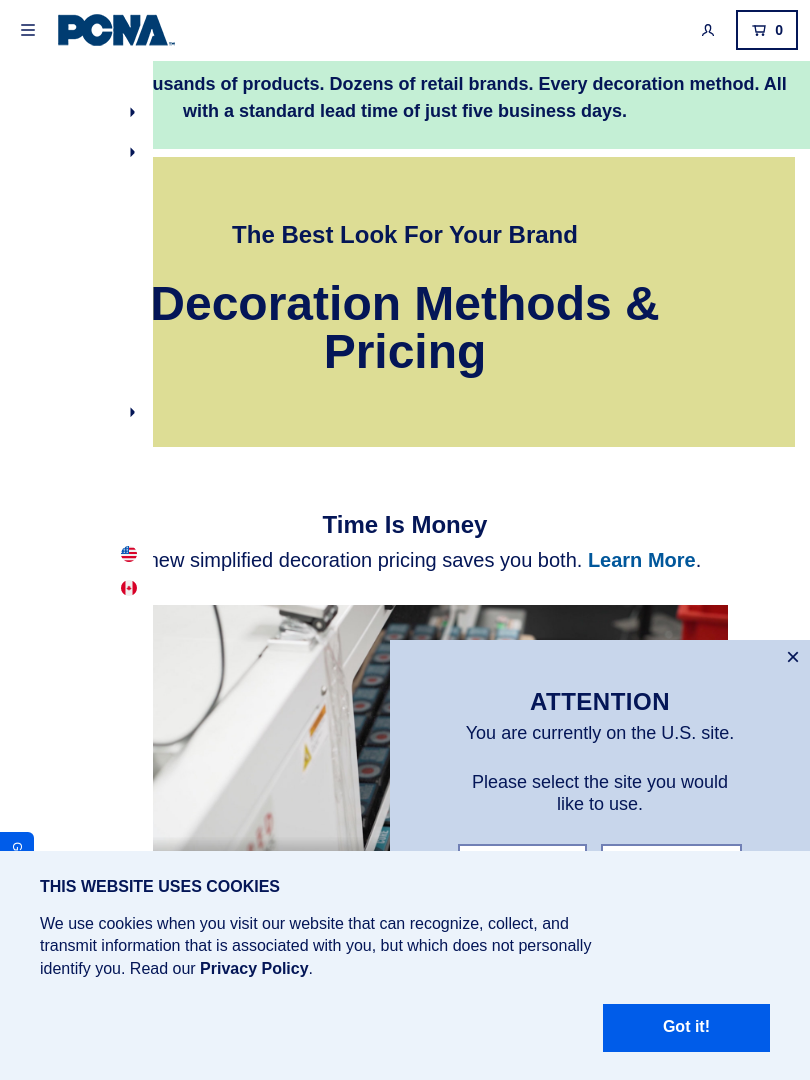 PCNA
0
usands of products. Dozens of retail brands. Every decoration method. All
with a standard lead time of just five business days.
The Best Look For Your Brand
Decoration Methods &
Pricing
Time Is Money
new simplified decoration pricing saves you both. Learn More.
ATTENTION
You are currently on the U.S. site.
Please select the site you would
like to use.
G
THIS WEBSITE USES COOKIES
We use cookies when you visit our website that can recognize, collect, and
transmit information that is associated with you, but which does not personally
identify you. Read our Privacy Policy.
Got it!